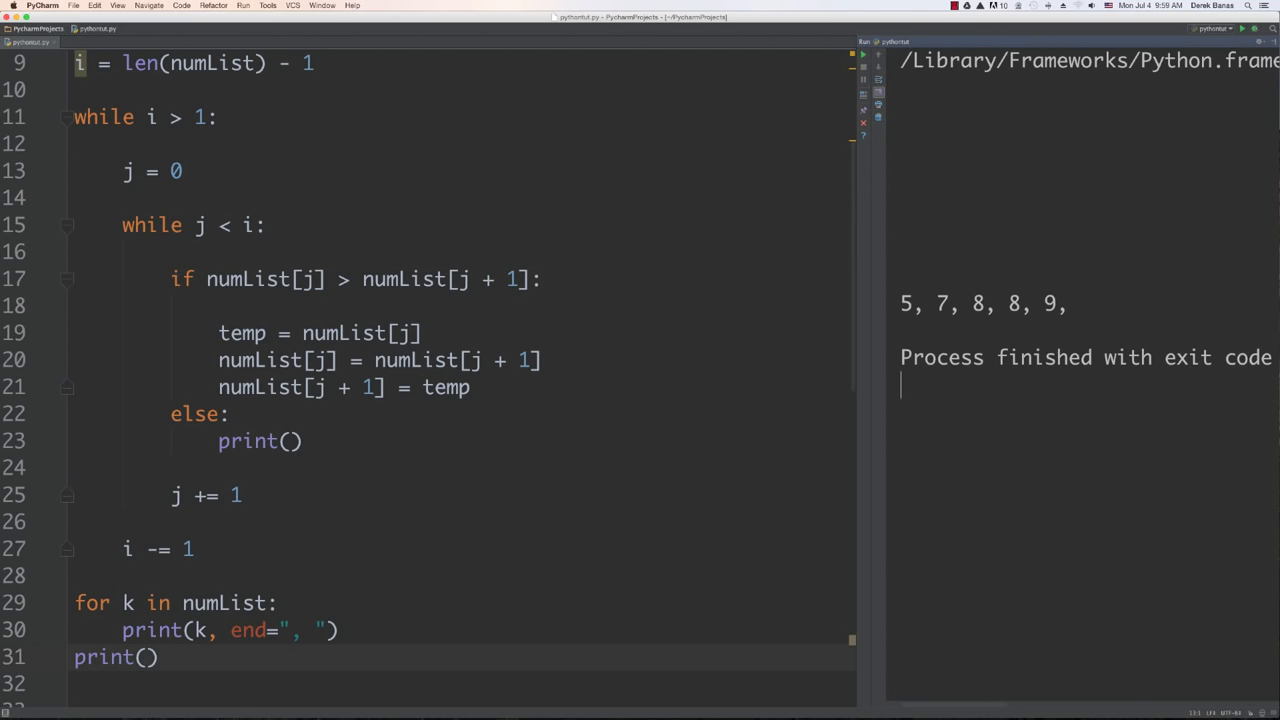 PyCharm File Edit View Navigate Code Refactor Run Tools VCS Window Help 10 Mon Jul 4 9:59 AM Derek Banas
pythontut.py - PycharmProjects - [~/PycharmProjects]
PycharmProjects pythontut.py pythontut
pythontut.py Run pythontut
9 i = len(numList) - 1
10
11 while i > 1:
12
13 j = 0
14
15 while j < i:
16
17 if numList[j] > numList[j + 1]:
18
19 temp = numList[j]
20 numList[j] = numList[j + 1]
21 numList[j + 1] = temp
22 else:
23 print()
24
25 j += 1
26
27 i -= 1
28
29 for k in numList:
30 print(k, end=", ")
31 print()
32
/Library/Frameworks/Python.frame
5, 7, 8, 8, 9,
Process finished with exit code